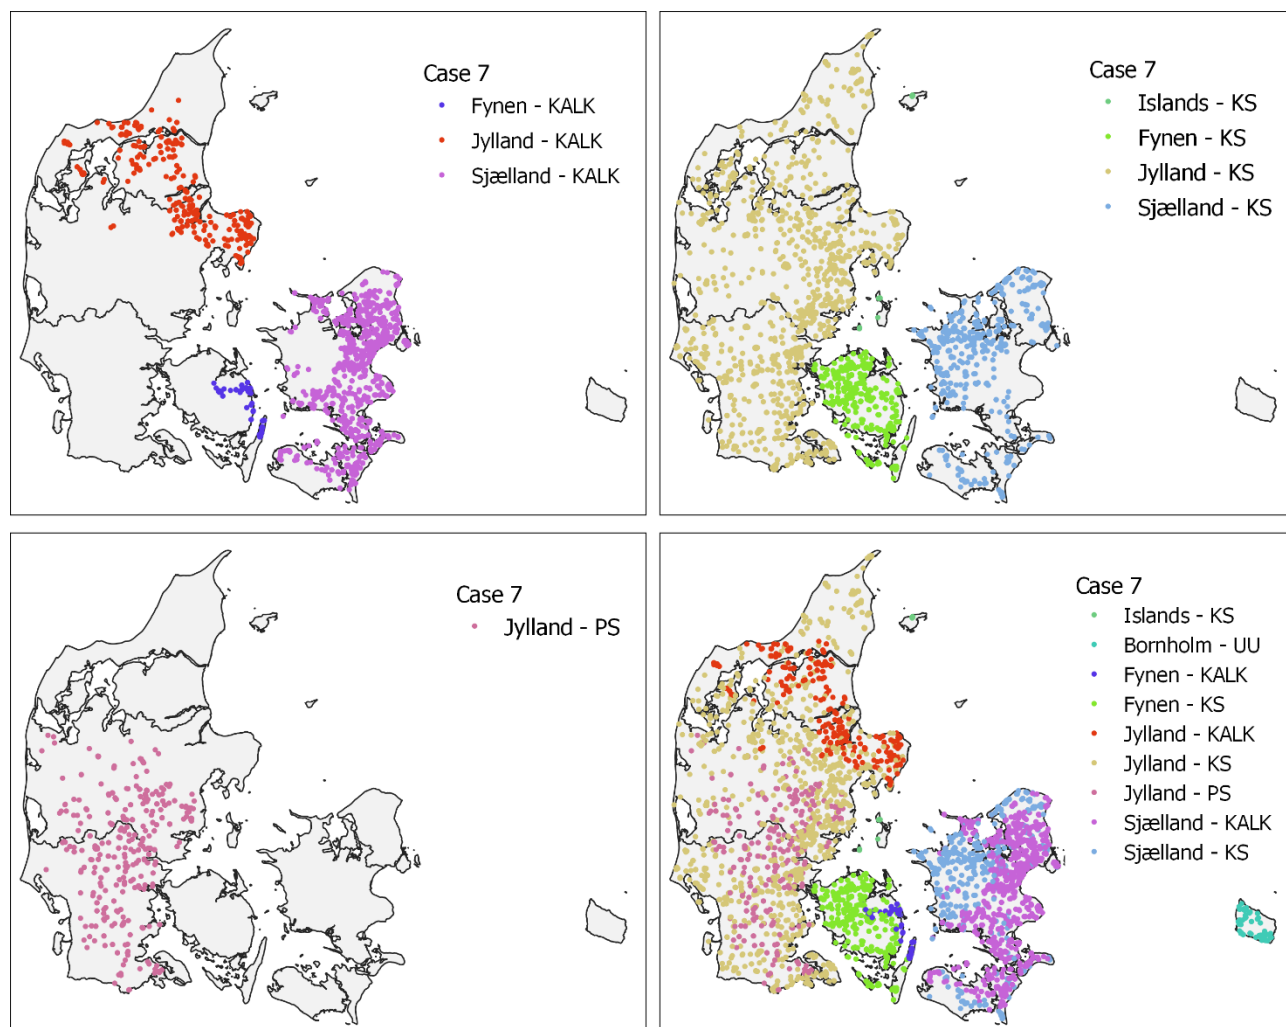 Case 7
Fynen - KALK
Jylland - KALK
Sjælland - KALK
Case 7
Islands - KS
Fynen - KS
Jylland - KS
Sjælland - KS
Case 7
Jylland - PS
Case 7
Islands - KS
Bornholm - UU
Fynen - KALK
Fynen - KS
Jylland - KALK
Jylland - KS
Jylland - PS
Sjælland - KALK
Sjælland - KS